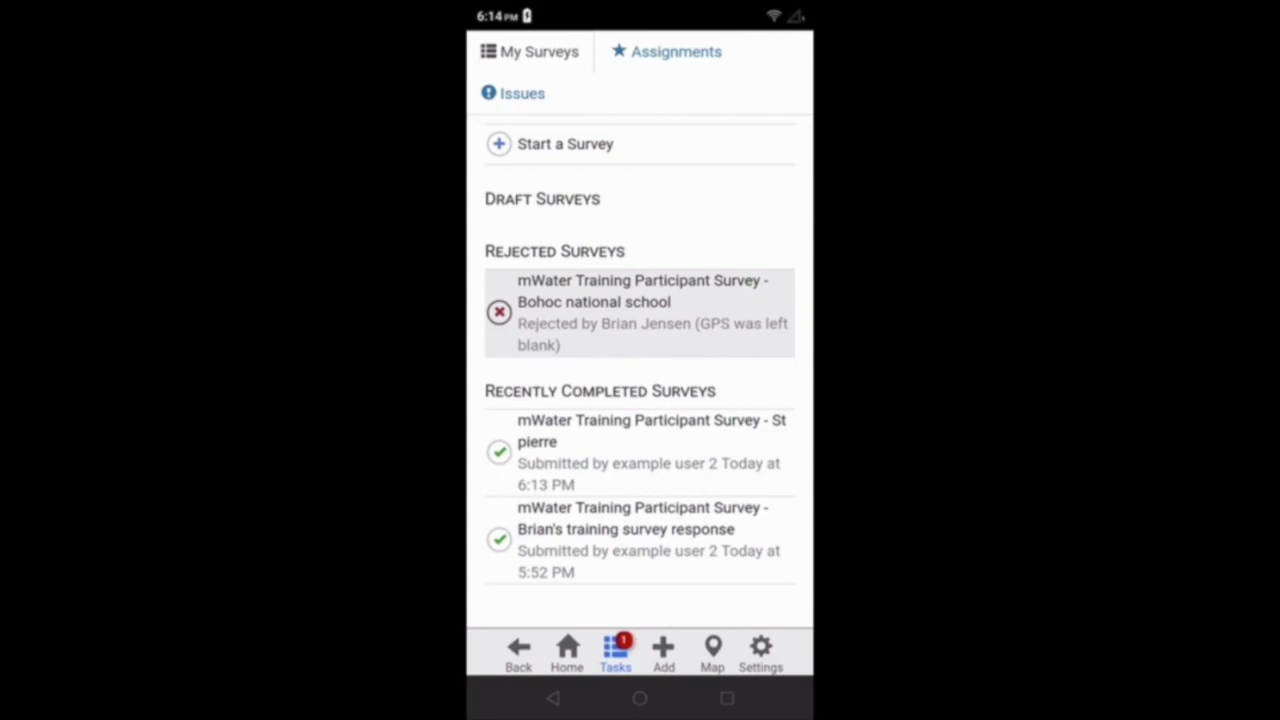 6:14 PM
My Surveys
Assignments
Issues
Start a Survey
DRAFT SURVEYS
REJECTED SURVEYS
mWater Training Participant Survey -
Bohoc national school
Rejected by Brian Jensen (GPS was left
blank)
RECENTLY COMPLETED SURVEYS
mWater Training Participant Survey - St
pierre
Submitted by example user 2 Today at
6:13 PM
mWater Training Participant Survey -
Brian's training survey response
Submitted by example user 2 Today at
5:52 PM
1
Back Home Tasks Add Map Settings